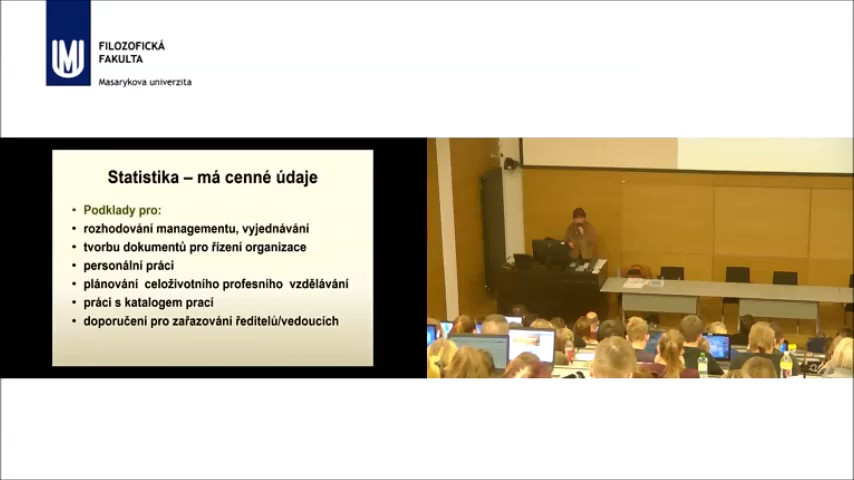 FILOZOFICKÁ
FAKULTA
Masarykova univerzita
Statistika – má cenné údaje
• Podklady pro:
• rozhodování managementu, vyjednávání
• tvorbu dokumentů pro řízení organizace
• personální práci
• plánování celoživotního profesního vzdělávání
• práci s katalogem prací
• doporučení pro zařazování ředitelů/vedoucích